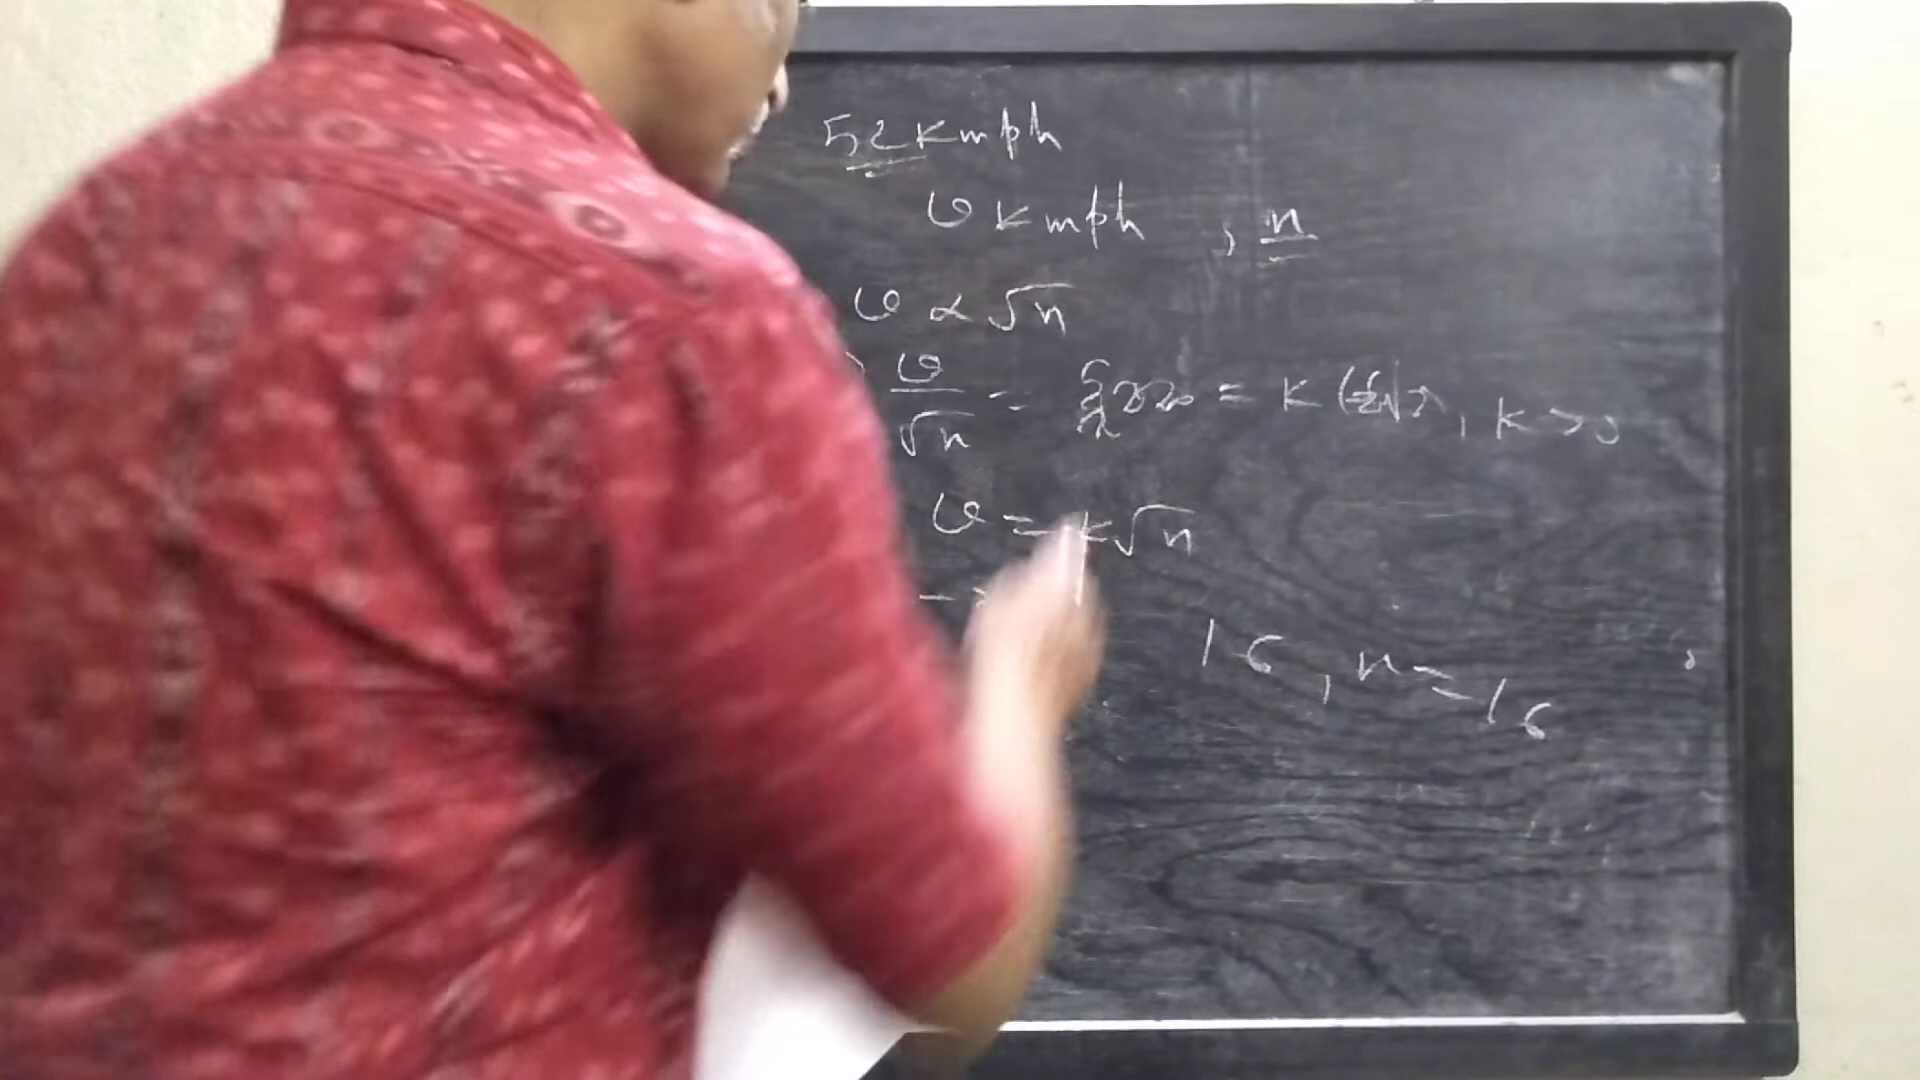 52 kmph
v kmph , n
v ∝ √n
v/√n = = k , k > 0
v = k√n
16 , n = 16